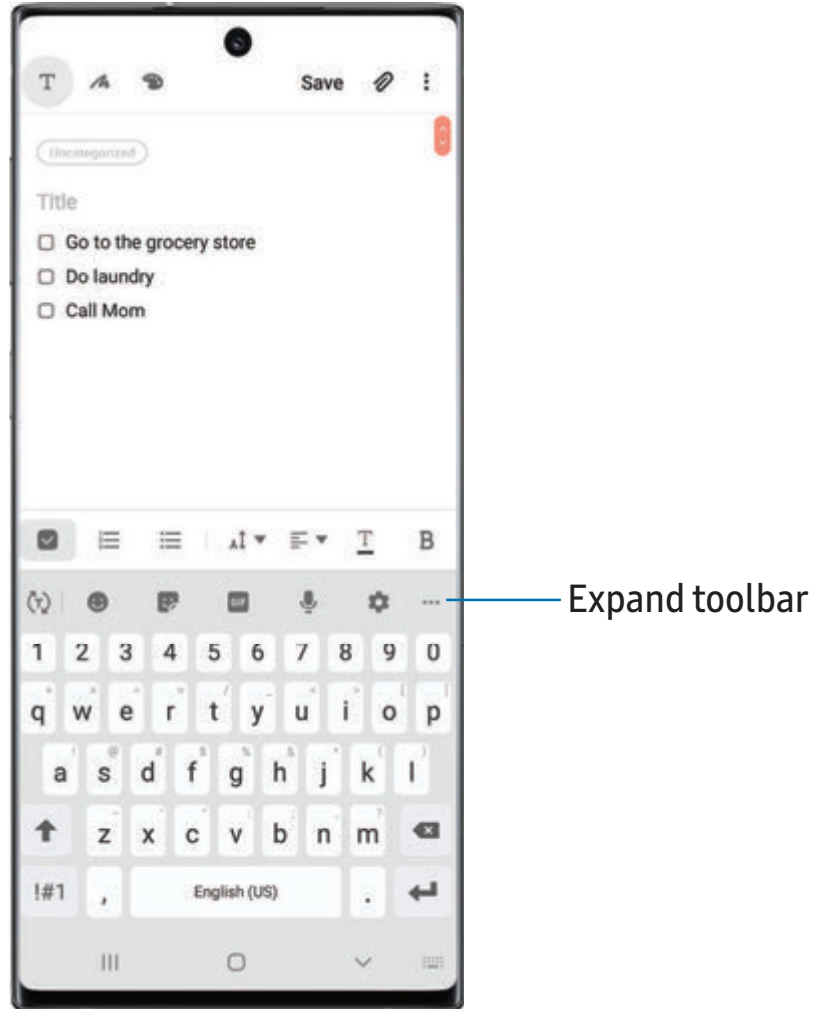 T Save
Uncategorized
Title
Go to the grocery store
Do laundry
Call Mom
T B
T GIF
Expand toolbar
1 2 3 4 5 6 7 8 9 0
q w e r t y u i o p
a s d f g h j k l
z x c v b n m
!#1 , English (US) .